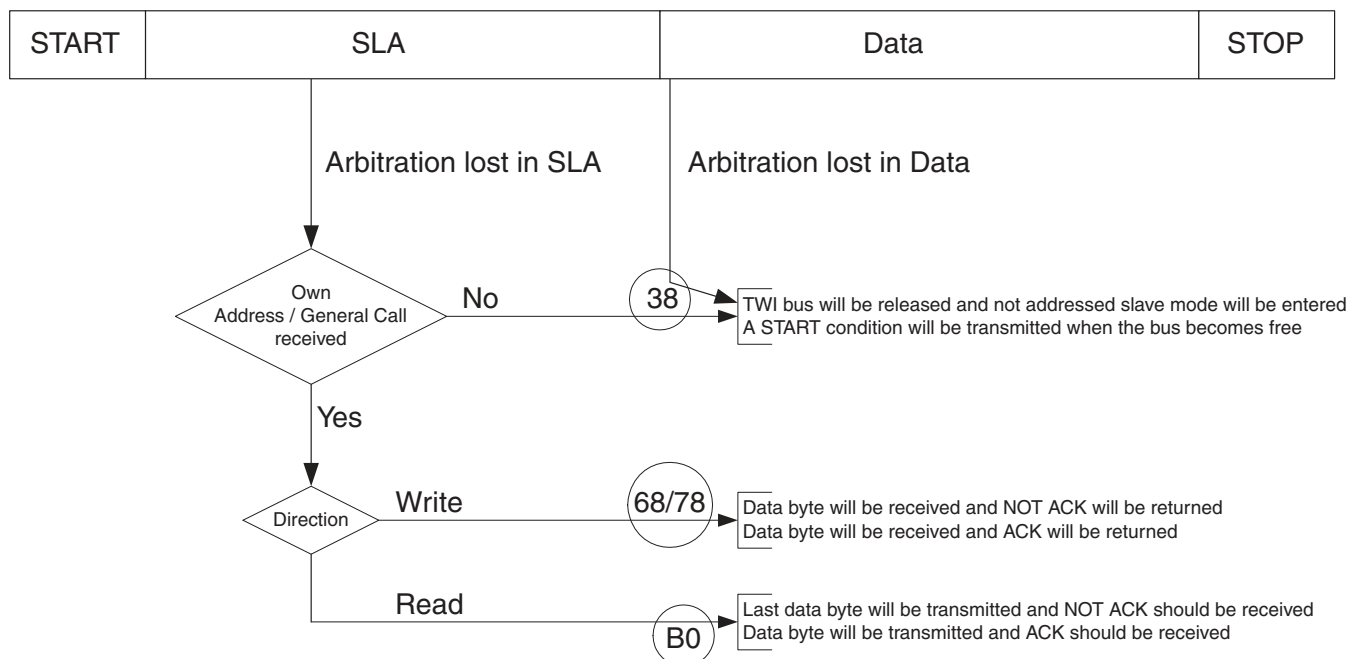 START SLA Data STOP
Arbitration lost in SLA Arbitration lost in Data
Own
Address / General Call
received
No
38
TWI bus will be released and not addressed slave mode will be entered
A START condition will be transmitted when the bus becomes free
Yes
Direction
Write
68/78
Data byte will be received and NOT ACK will be returned
Data byte will be received and ACK will be returned
Read
B0
Last data byte will be transmitted and NOT ACK should be received
Data byte will be transmitted and ACK should be received